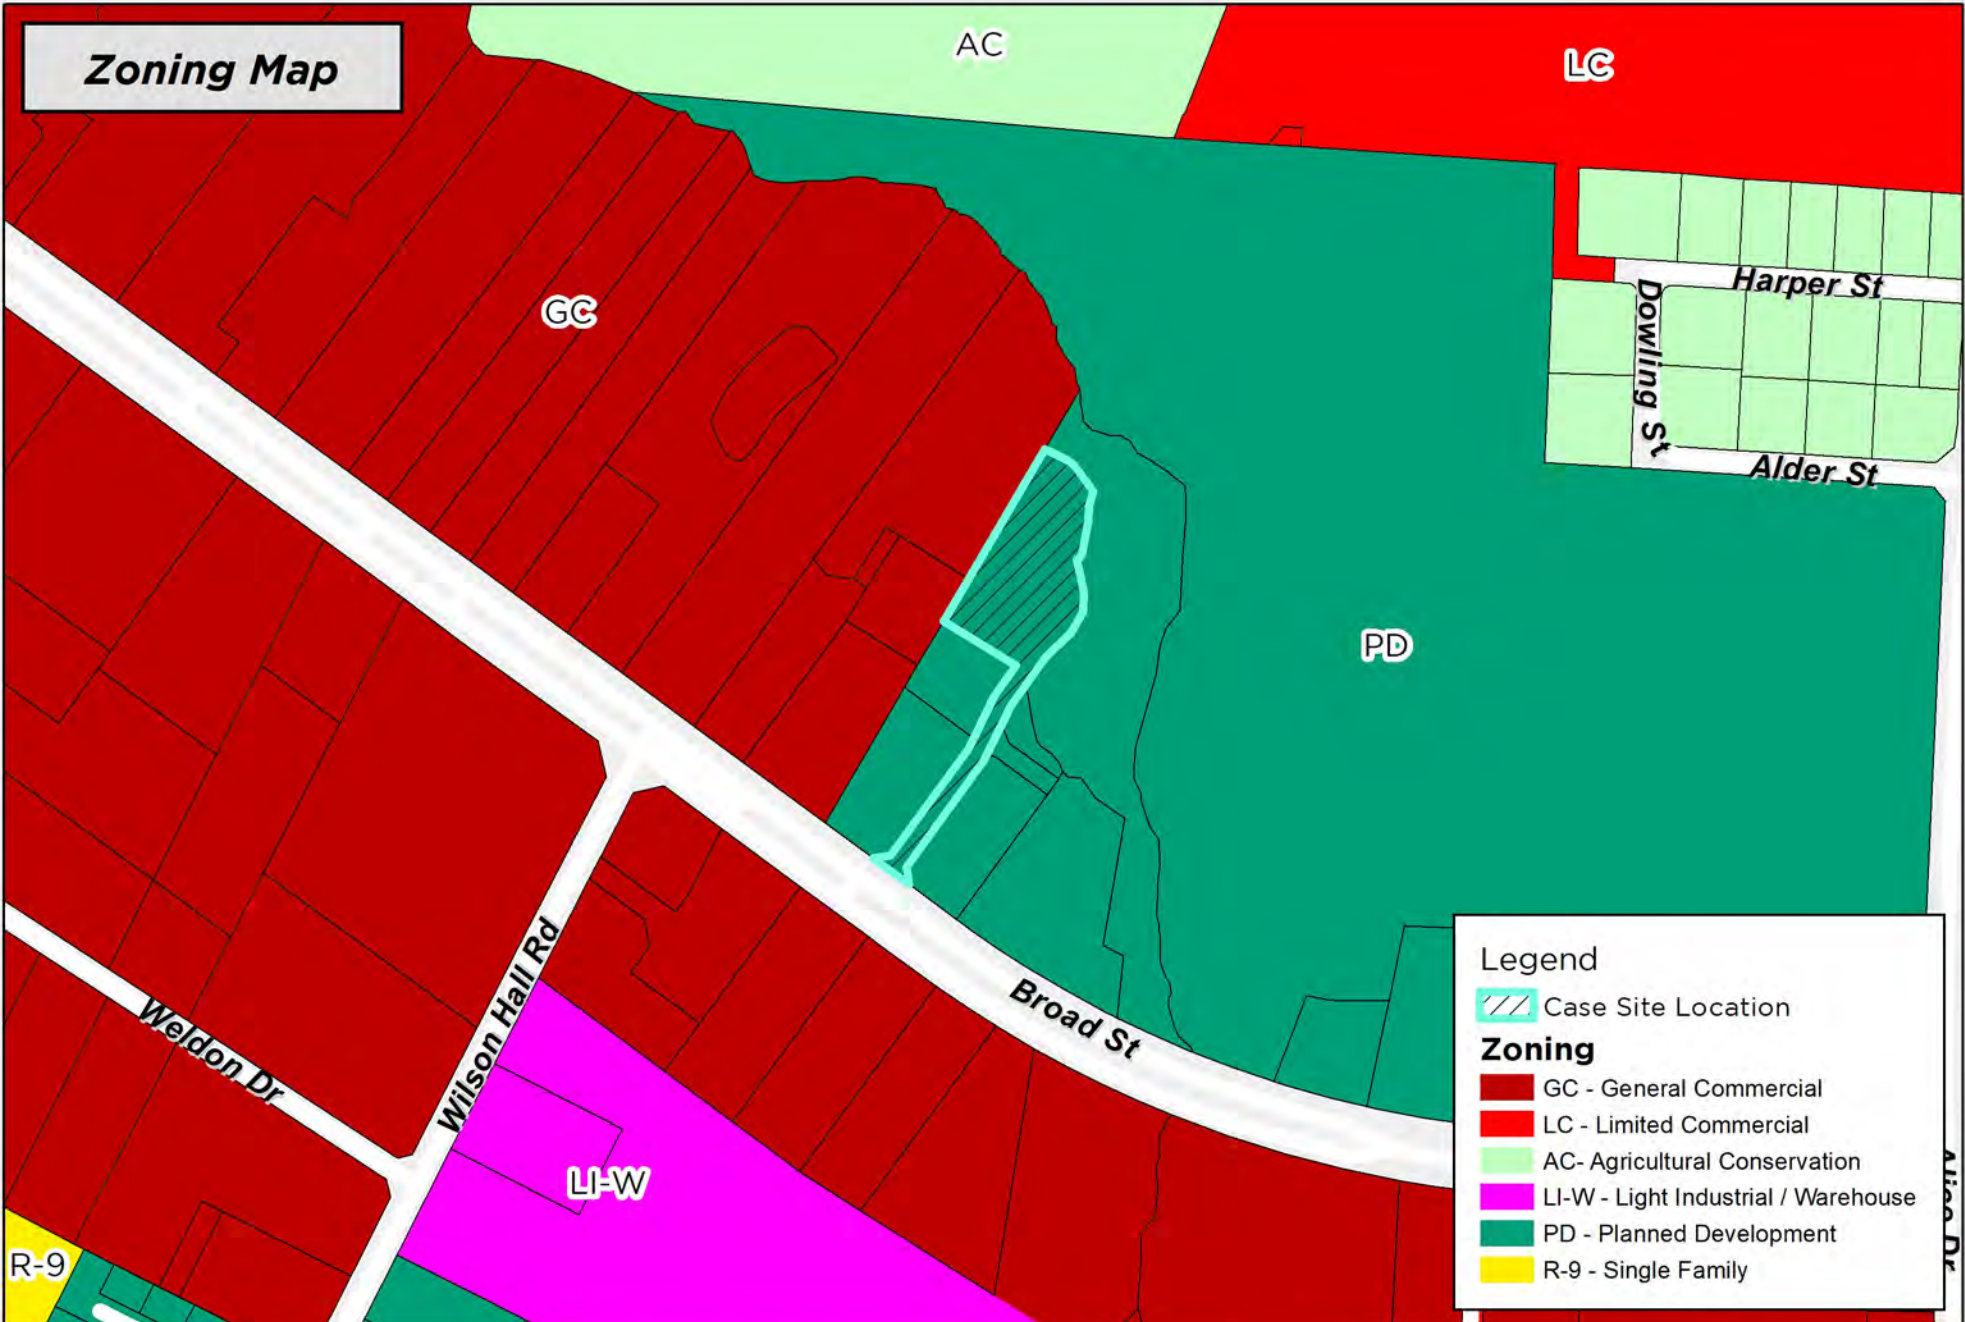 Zoning Map
AC
LC
GC
Harper St
Dowling St
Alder St
PD
Broad St
Wilson Hall Rd
Weldon Dr
LI-W
R-9
Legend
Case Site Location
Zoning
GC - General Commercial
LC - Limited Commercial
AC- Agricultural Conservation
LI-W - Light Industrial / Warehouse
PD - Planned Development
R-9 - Single Family
Dr